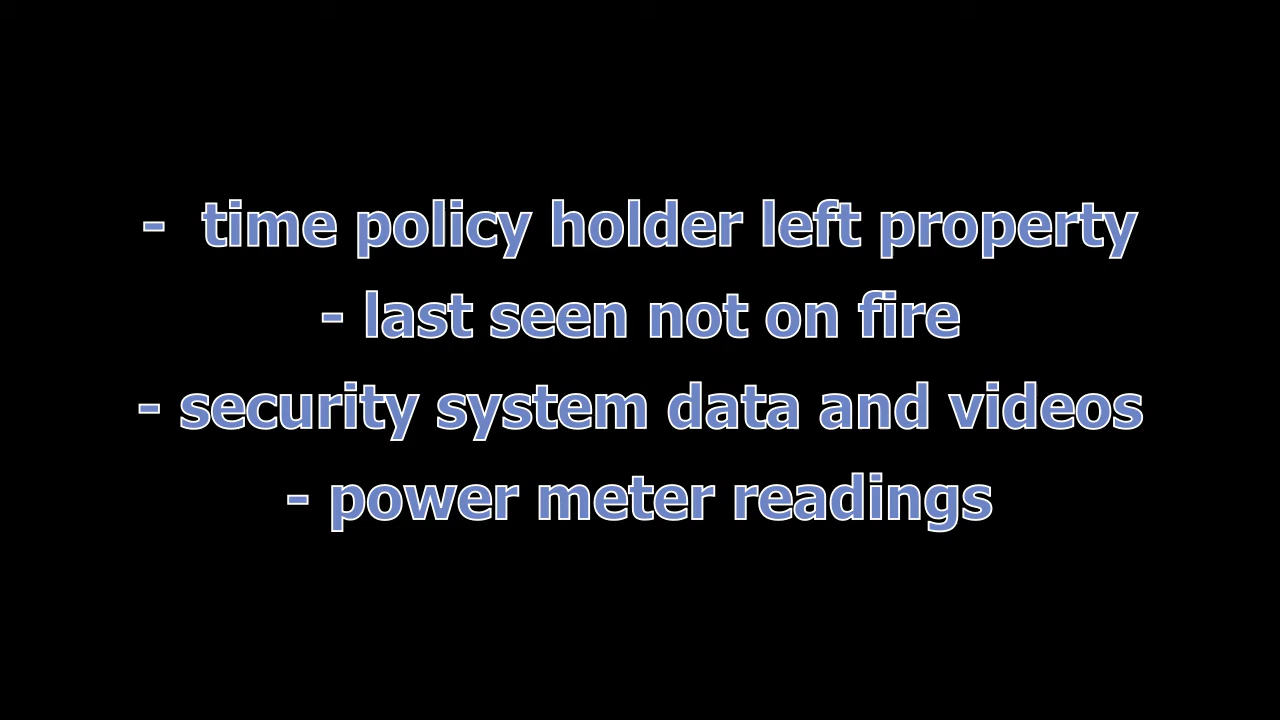 - time policy holder left property
- last seen not on fire
- security system data and videos
- power meter readings